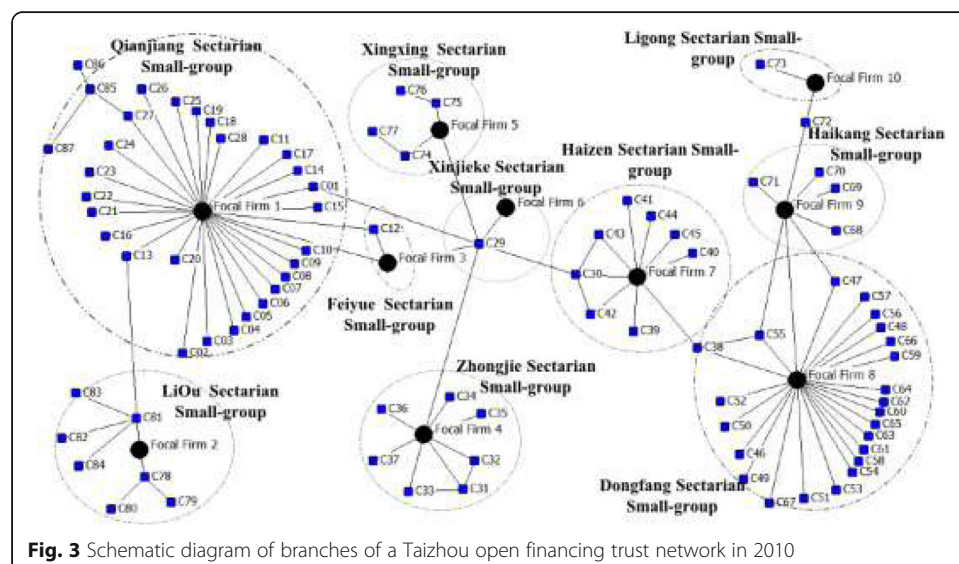 Qianjiang Sectarian
Small-group
C86
C85
C26
C25
C19
C18
C27
C28
C11
C24
C87
C17
C14
C23
C01
C22
C21
Focal Firm 1
C15
C16
C12
C13
C20
C10
C09
C08
C07
C06
C05
C04
C03
C02
Xingxing Sectarian
Small-group
C76
C75
C77
Focal Firm 5
C74
Xinjieke Sectarian
Small-group
Focal Firm 6
C29
Focal Firm 3
Feiyue Sectarian
Small-group
Haizen Sectarian Small-
group
C41
C44
C43
C45
C40
C30
Focal Firm 7
C42
C39
C38
Ligong Sectarian Small-
group
C73
Focal Firm 10
C72
Haikang Sectarian
Small-group
C70
C71
C69
Focal Firm 9
C68
C47
C57
C56
C48
C55
C66
C59
Focal Firm 8
C64
C62
C52
C60
C65
C50
C63
C61
C46
C58
C54
C49
C53
C51
C67
Dongfang Sectarian
Small-group
LiOu Sectarian
Small-group
C83
C81
C82
Focal Firm 2
C84
C78
C80
C79
Zhongjie Sectarian
Small-group
C34
C36
C35
Focal Firm 4
C37
C32
C33
C31
Fig. 3 Schematic diagram of branches of a Taizhou open financing trust network in 2010